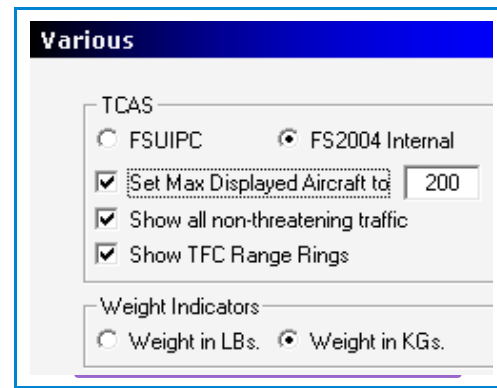 Various
TCAS
FSUIPC FS2004 Internal
Set Max Displayed Aircraft to 200
Show all non-threatening traffic
Show TFC Range Rings
Weight Indicators
Weight in LBs. Weight in KGs.